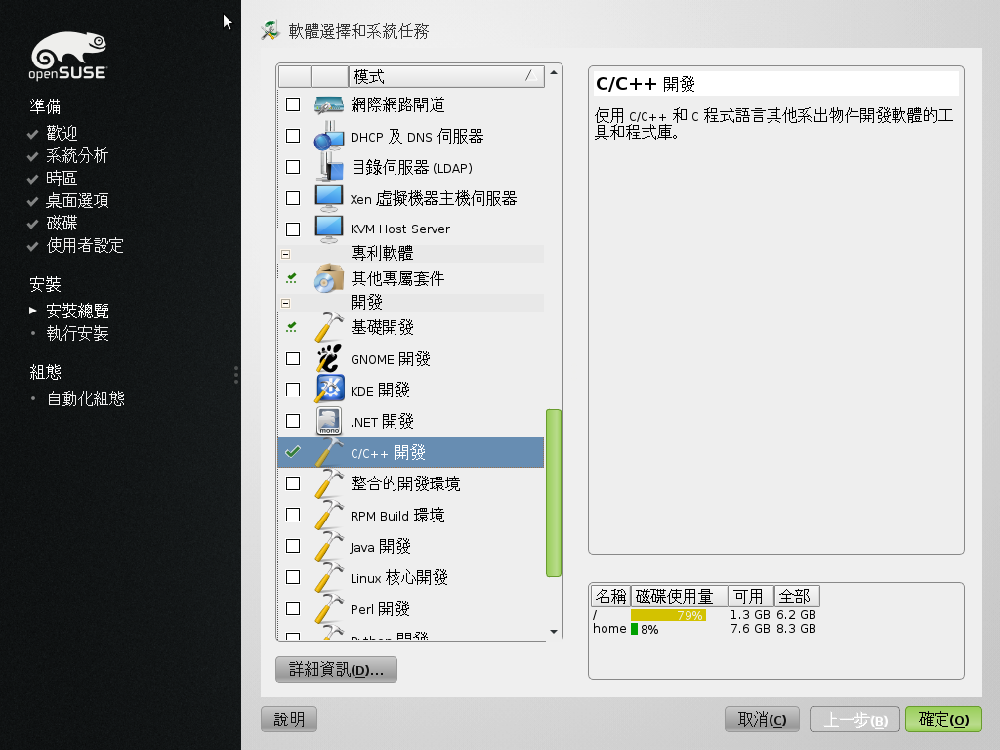 openSUSE
準備
歡迎
系統分析
時區
桌面選項
磁碟
使用者設定
安裝
安裝總覽
執行安裝
組態
自動化組態
軟體選擇和系統任務
模式
網際網路閘道
DHCP 及 DNS 伺服器
目錄伺服器 (LDAP)
Xen 虛擬機器主機伺服器
KVM Host Server
專利軟體
其他專屬套件
開發
基礎開發
GNOME 開發
KDE 開發
mono
.NET 開發
C/C++ 開發
整合的開發環境
RPM Build 環境
Java 開發
Linux 核心開發
Perl 開發
Python 開發
詳細資訊(D)...
C/C++ 開發
使用 C/C++ 和 C 程式語言其他系出物件開發軟體的工
具和程式庫。
名稱 磁碟使用量 可用 全部
/ 79% 1.3 GB 6.2 GB
home 8% 7.6 GB 8.3 GB
說明
取消(C)
上一步(B)
確定(O)